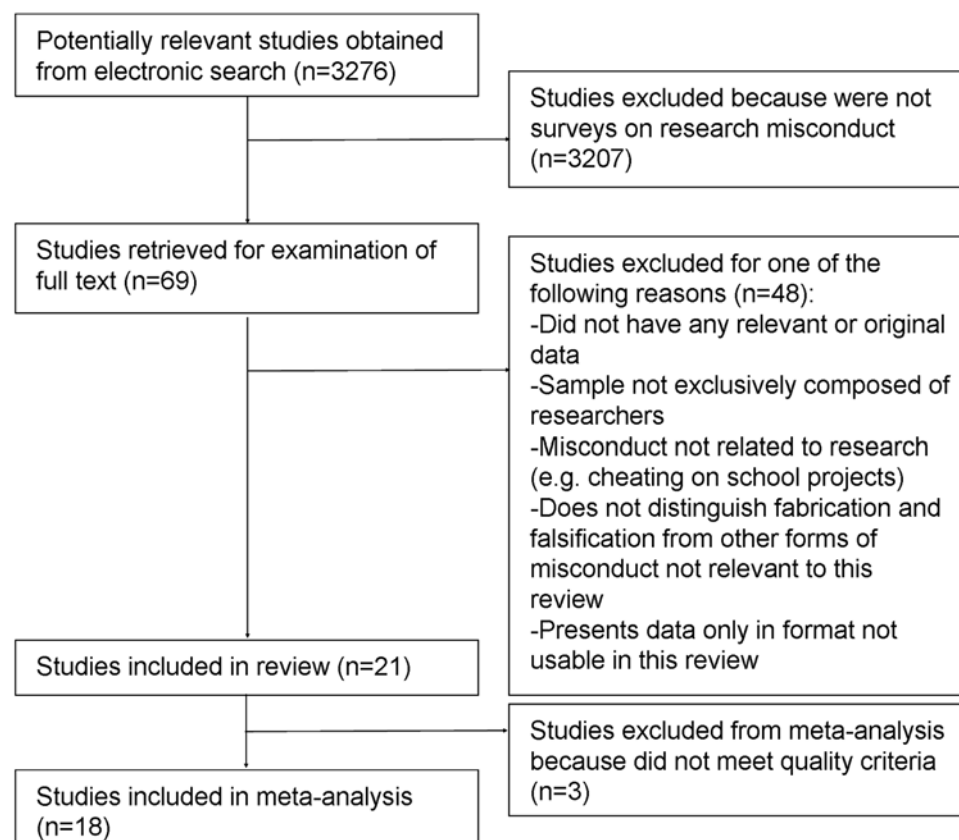 Potentially relevant studies obtained
from electronic search (n=3276)
Studies excluded because were not
surveys on research misconduct
(n=3207)
Studies retrieved for examination of
full text (n=69)
Studies excluded for one of the
following reasons (n=48):
-Did not have any relevant or original
data
-Sample not exclusively composed of
researchers
-Misconduct not related to research
(e.g. cheating on school projects)
-Does not distinguish fabrication and
falsification from other forms of
misconduct not relevant to this
review
-Presents data only in format not
usable in this review
Studies included in review (n=21)
Studies excluded from meta-analysis
because did not meet quality criteria
(n=3)
Studies included in meta-analysis
(n=18)